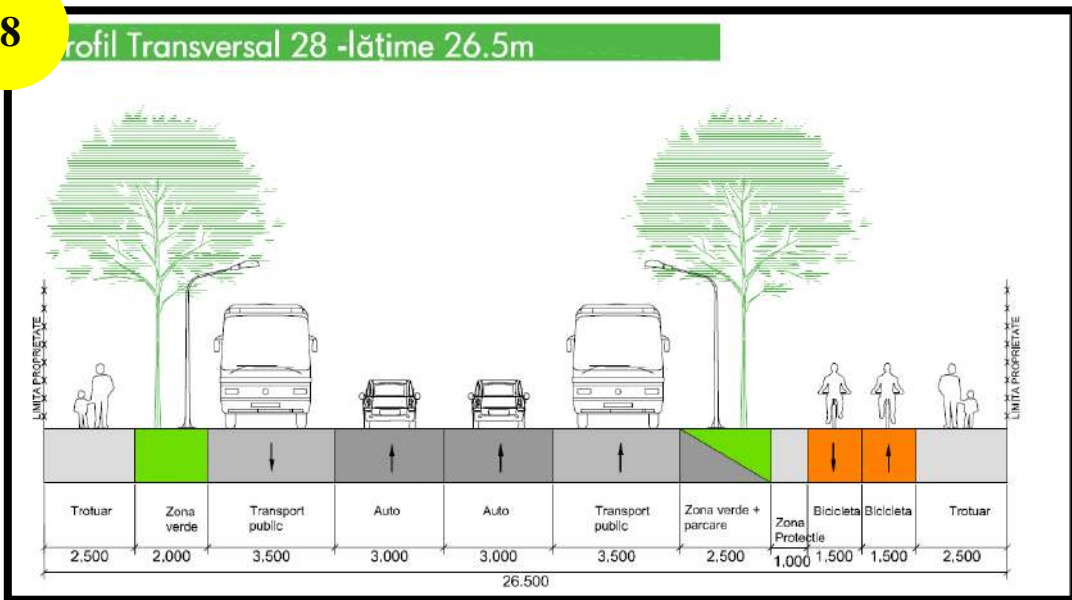 8
rofil Transversal 28 -lățime 26.5m
LIMITA PROPRIETATE
LIMITA PROPRIETATE
Trotuar
Zona
verde
Transport
public
Auto
Auto
Transport
public
Zona verde +
parcare
Zona
Protectie
Bicicleta
Bicicleta
Trotuar
2,500
2,000
3,500
3,000
3,000
3,500
2,500
1,000
1,500
1,500
2,500
26.500